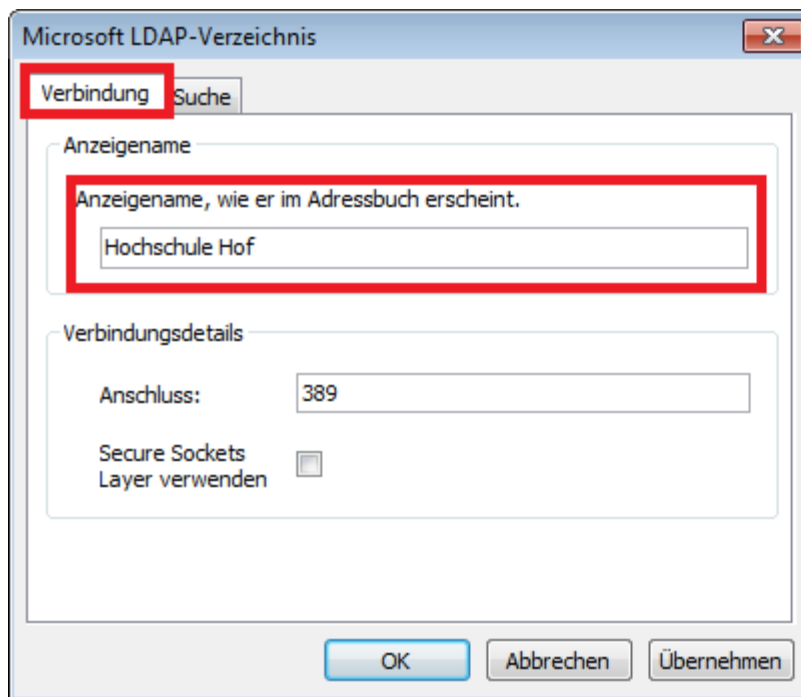 Microsoft LDAP-Verzeichnis
Verbindung
Suche
Anzeigename
Anzeigename, wie er im Adressbuch erscheint.
Hochschule Hof
Verbindungsdetails
Anschluss:
389
Secure Sockets
Layer verwenden
OK
Abbrechen
Übernehmen